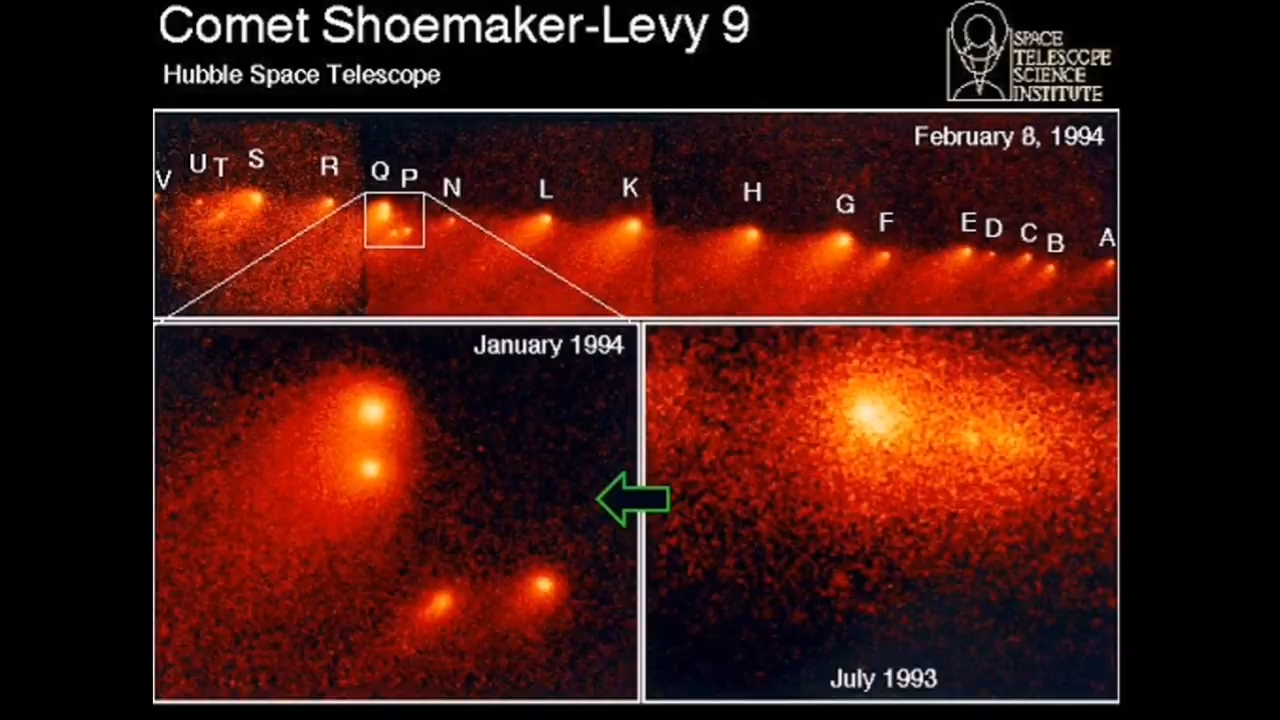 Comet Shoemaker-Levy 9
Hubble Space Telescope
SPACE
TELESCOPE
SCIENCE
INSTITUTE
February 8, 1994
V U T S R Q P N L K H G F E D C B A
January 1994
July 1993